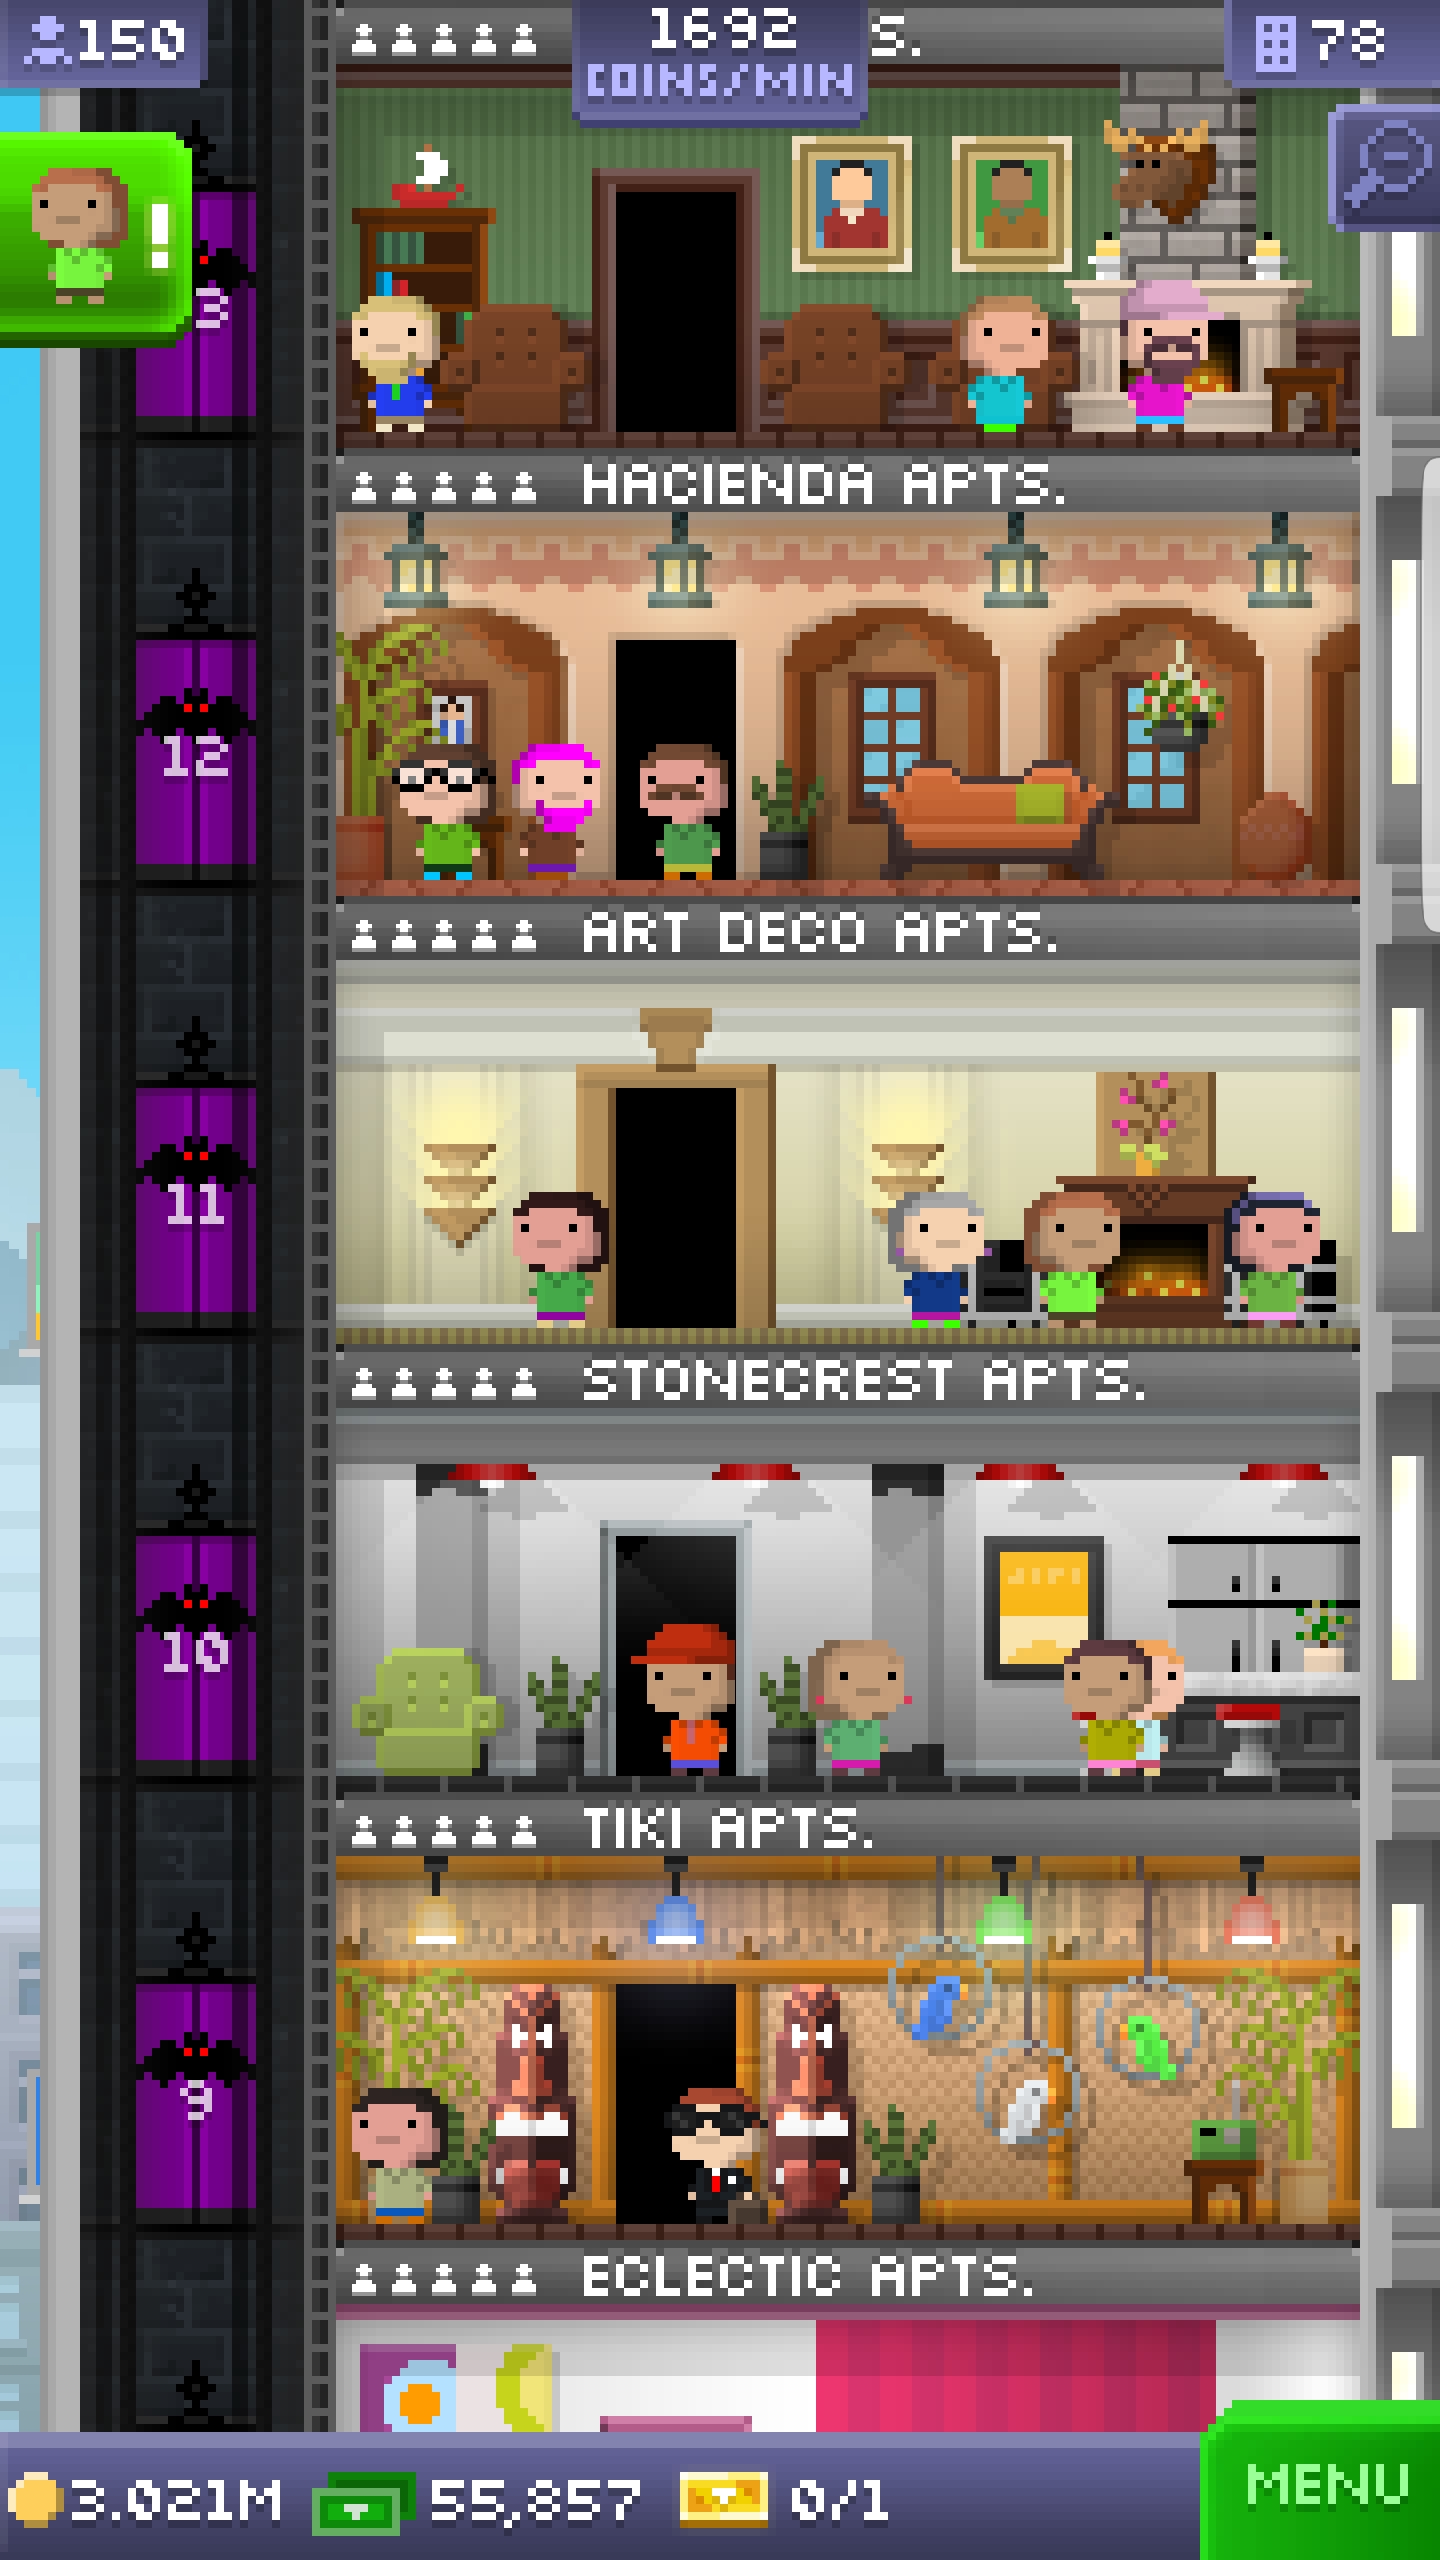 150
1692
COINS/MIN
S.
78
!
3
HACIENDA APTS.
12
ART DECO APTS.
11
STONECREST APTS.
10
TIKI APTS.
9
ECLECTIC APTS.
3.021M
55,857
0/1
MENU